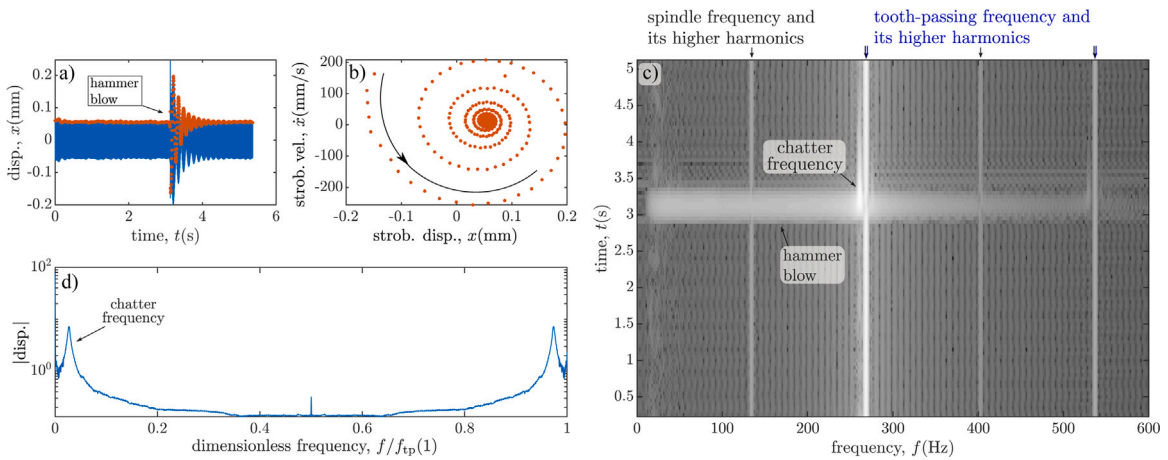 spindle frequency and
its higher harmonics
tooth-passing frequency and
its higher harmonics
a)
hammer
blow
disp., x(mm)
0.2
0.1
0
-0.1
-0.2
0 2 4 6
time, t(s)
b)
strob. vel., ẋ(mm/s)
200
100
0
-100
-200
-0.2 -0.1 0 0.1 0.2
strob. disp., x(mm)
c)
chatter
frequency
hammer
blow
time, t(s)
5
4.5
4
3.5
3
2.5
2
1.5
1
0.5
0 100 200 300 400 500 600
frequency, f(Hz)
d)
chatter
frequency
|disp.|
10²
10⁰
0 0.2 0.4 0.6 0.8 1
dimensionless frequency, f/fₜₚ(1)